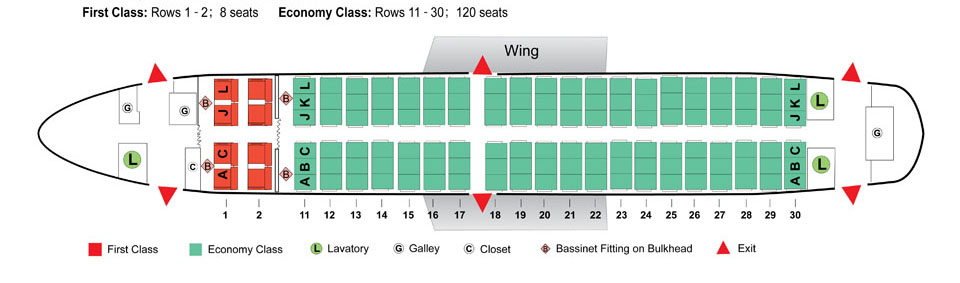 First Class: Rows 1 - 2; 8 seats Economy Class: Rows 11 - 30; 120 seats
Wing
G G B J L B J K L J K L L
G
L C B A C B A B C A B C L
1 2 11 12 13 14 15 16 17 18 19 20 21 22 23 24 25 26 27 28 29 30
First Class Economy Class L Lavatory G Galley C Closet B Bassinet Fitting on Bulkhead Exit